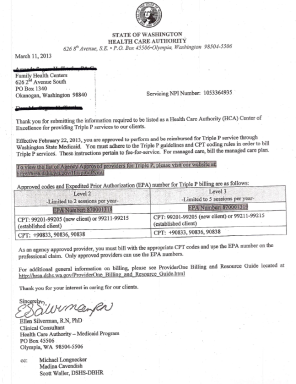 STATE OF WASHINGTON
HEALTH CARE AUTHORITY
626 8th Avenue, S.E. • P.O. Box 45506 • Olympia, Washington 98504-5506
March 11, 2013
Family Health Centers
626 2nd Avenue South
PO Box 1340
Okanogan, Washington 98840
Servicing NPI Number: 1053364935
Thank you for submitting the information required to be listed as a Health Care Authority (HCA) Center of
Excellence for providing Triple P services to our clients.
Effective February 22, 2013, you are approved to perform and be reimbursed for Triple P service through
Washington State Medicaid. You must adhere to the Triple P guidelines and CPT coding rules in order to bill
Triple P services. These instructions pertain to fee-for-service. For managed plans, bill the managed care plan.
To view the list of Agency Approved providers for Triple P, please visit our website at:
Approved codes and Expedited Prior Authorization (EPA) number for Triple P billing are as follows:
Level 2
Level 3
-Limited to 2 sessions per year-
-Limited to 5 sessions per year-
EPA Number 870001318
EPA Number
CPT: 99201-99205 (new client) or 99211-99215
(established client)
CPT: 99201-99205 (new client) or 99211-99215
(established client)
CPT: +90833, 90836, 90838
CPT: +90833, 90836, 90838
As an agency approved provider, you must bill with the appropriate CPT codes and use the EPA number on the
professional claim. Only approved providers can use the EPA numbers.
For additional general information on billing, please see ProviderOne Billing and Resource Guide located at
http://hrsa.dshs.wa.gov/ProviderOne_Billing_and_Resource_Guide.html
Thank you for your interest in caring for our clients.
Sincerely,
Ellen Silverman, R.N, PhD
Clinical Consultant
Health Care Authority – Medicaid Program
PO Box 45506
Olympia, WA 98504-5506
cc: Michael Longnecker
Madina Cavendish
Scott Waller, DSHS-DBHR